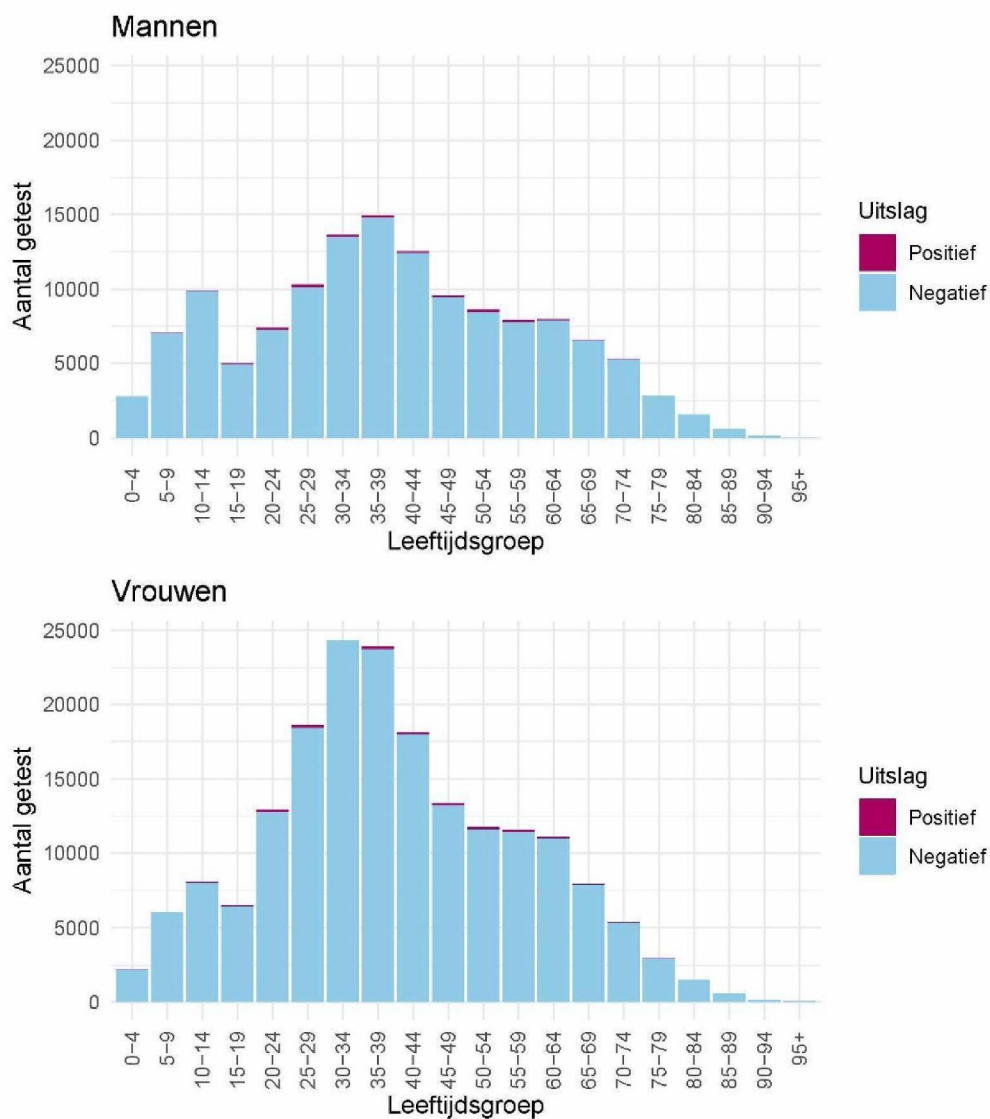 Mannen
25000
20000
15000
10000
5000
0
Aantal getest
0-4 5-9 10-14 15-19 20-24 25-29 30-34 35-39 40-44 45-49 50-54 55-59 60-64 65-69 70-74 75-79 80-84 85-89 90-94 95+
Leeftijdsgroep
Uitslag
Positief
Negatief
Vrouwen
25000
20000
15000
10000
5000
0
Aantal getest
0-4 5-9 10-14 15-19 20-24 25-29 30-34 35-39 40-44 45-49 50-54 55-59 60-64 65-69 70-74 75-79 80-84 85-89 90-94 95+
Leeftijdsgroep
Uitslag
Positief
Negatief